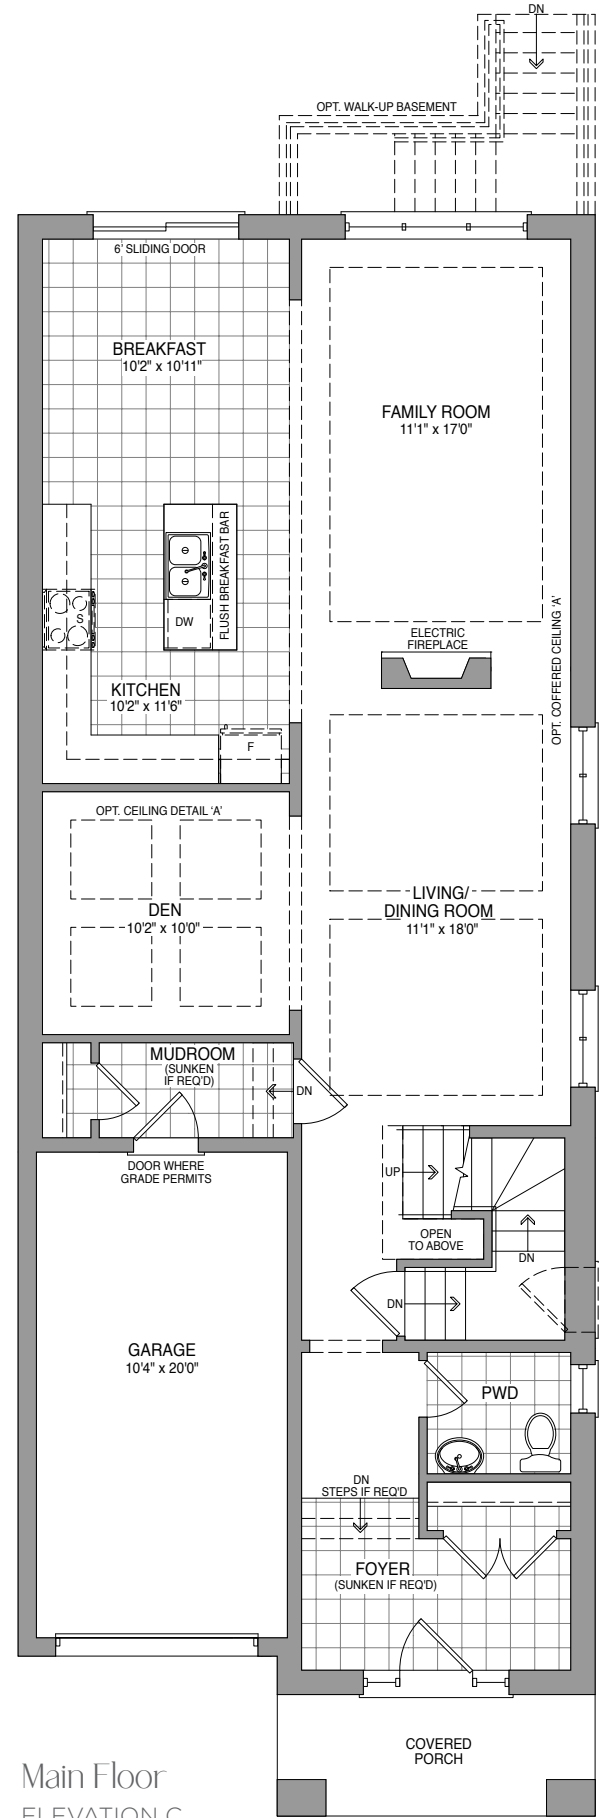 DN
OPT. WALK-UP BASEMENT
6' SLIDING DOOR
BREAKFAST
10'2" x 10'11"
FAMILY ROOM
11'1" x 17'0"
FLUSH BREAKFAST BAR
S
DW
ELECTRIC
FIREPLACE
OPT. COFFERED CEILING 'A'
KITCHEN
10'2" x 11'6"
F
OPT. CEILING DETAIL 'A'
DEN
10'2" x 10'0"
LIVING/
DINING ROOM
11'1" x 18'0"
MUDROOM
(SUNKEN
IF REQ'D)
DN
DOOR WHERE
GRADE PERMITS
UP
OPEN
TO ABOVE
DN
DN
GARAGE
10'4" x 20'0"
PWD
DN
STEPS IF REQ'D
FOYER
(SUNKEN IF REQ'D)
COVERED
PORCH
Main Floor
ELEVATION C